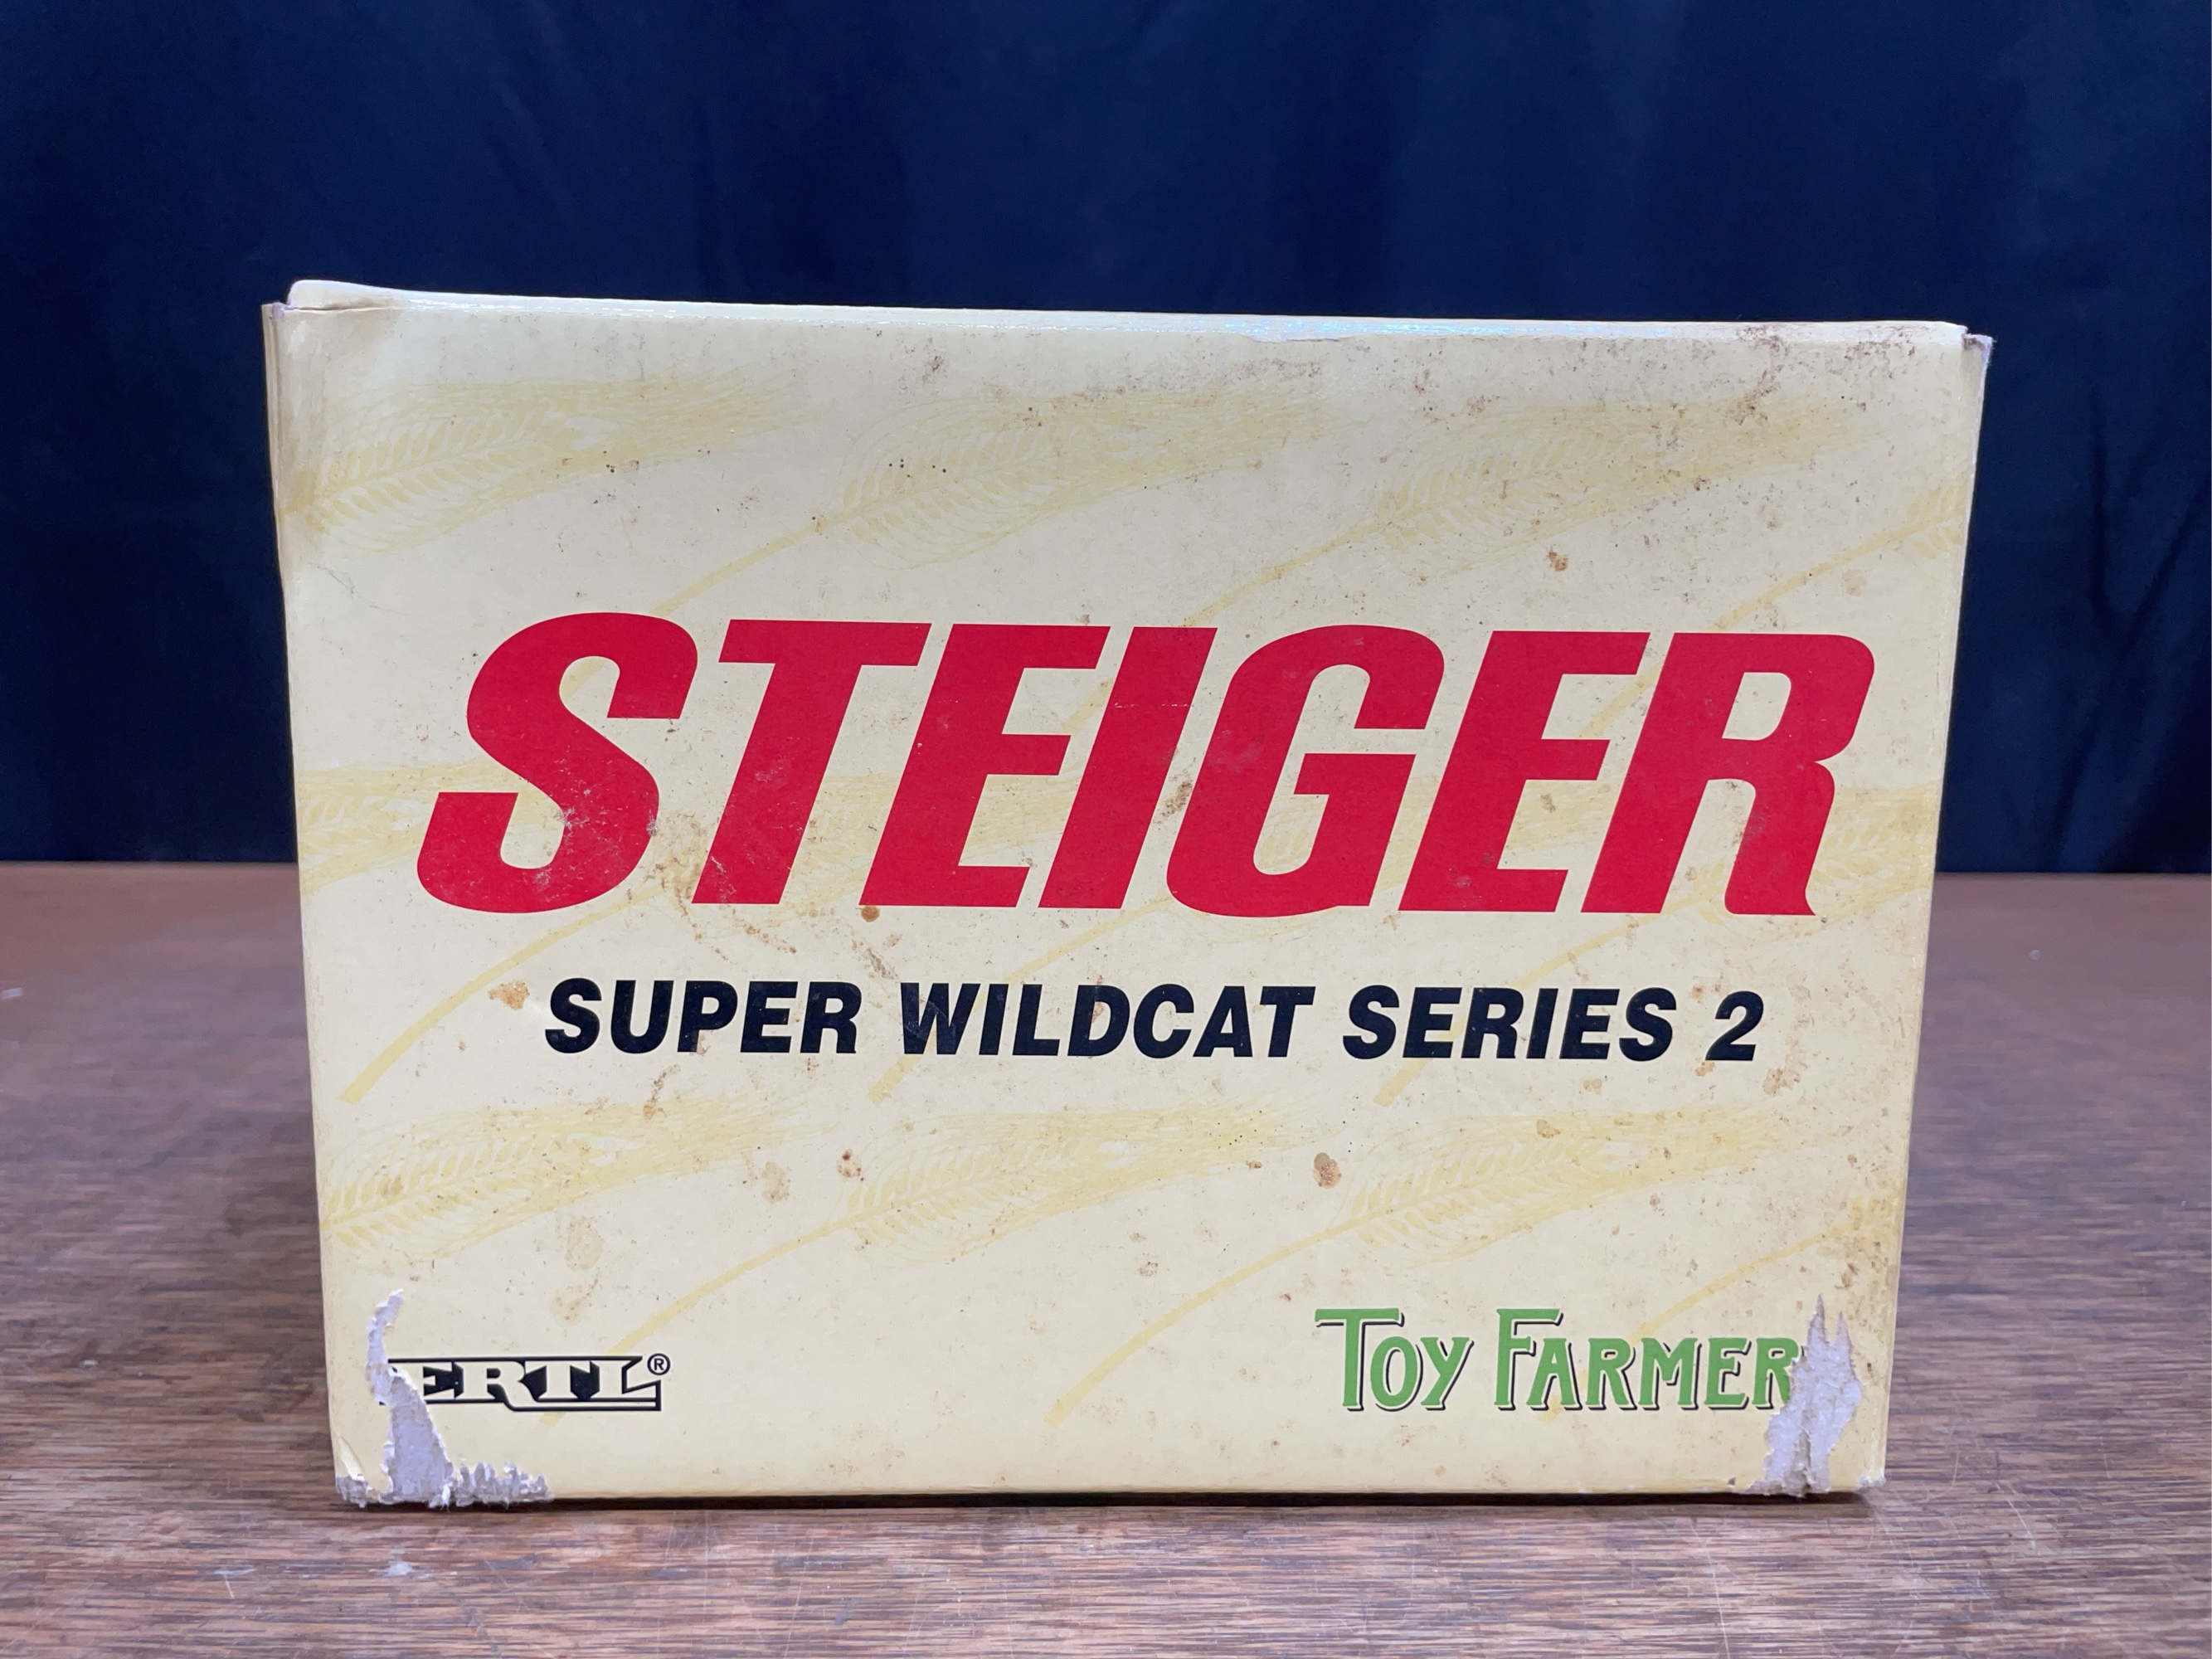 STEIGER
SUPER WILDCAT SERIES 2
ERTL®
TOY FARMER